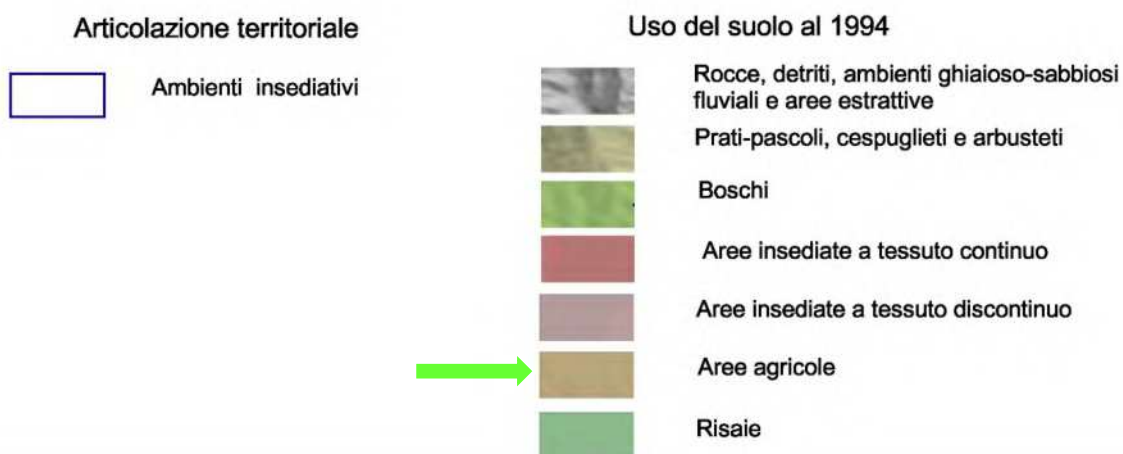 Articolazione territoriale
Ambienti insediativi
Uso del suolo al 1994
Rocce, detriti, ambienti ghiaioso-sabbiosi
fluviali e aree estrattive
Prati-pascoli, cespuglieti e arbusteti
Boschi
Aree insediate a tessuto continuo
Aree insediate a tessuto discontinuo
Aree agricole
Risaie